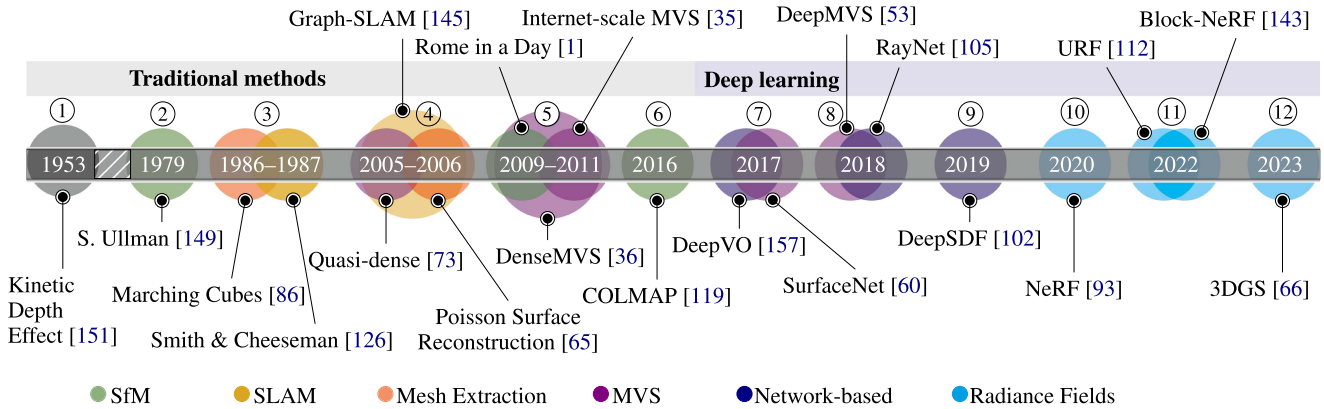 Graph-SLAM [145]
Internet-scale MVS [35]
DeepMVS [53]
Block-NeRF [143]
Rome in a Day [1]
RayNet [105]
URF [112]
Traditional methods
Deep learning
1 2 3 4 5 6 7 8 9 10 11 12
1953 1979 1986–1987 2005–2006 2009–2011 2016 2017 2018 2019 2020 2022 2023
S. Ullman [149]
Quasi-dense [73]
DenseMVS [36]
DeepVO [157]
DeepSDF [102]
Kinetic
Depth
Effect [151]
Marching Cubes [86]
COLMAP [119]
SurfaceNet [60]
NeRF [93]
3DGS [66]
Smith & Cheeseman [126]
Poisson Surface
Reconstruction [65]
SfM
SLAM
Mesh Extraction
MVS
Network-based
Radiance Fields